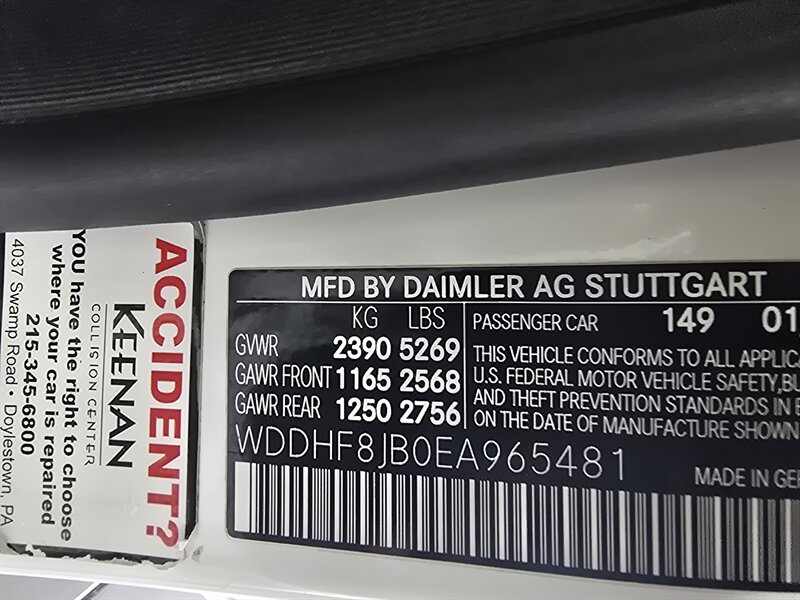 MFD BY DAIMLER AG STUTTGART
KG LBS
GVWR 2390 5269
GAWR FRONT 1165 2568
GAWR REAR 1250 2756
PASSENGER CAR 149 01
THIS VEHICLE CONFORMS TO ALL
U.S. FEDERAL MOTOR VEHICLE SAFETY,
AND THEFT PREVENTION STANDARDS IN
ON THE DATE OF MANUFACTURE SHOWN
WDDHF8JB0EA965481
MADE IN
ACCIDENT?
KEENAN
COLLISION CENTER
YOU have the right to choose
where your car is repaired
215-345-6800
4037 Swamp Road • Doylestown, PA